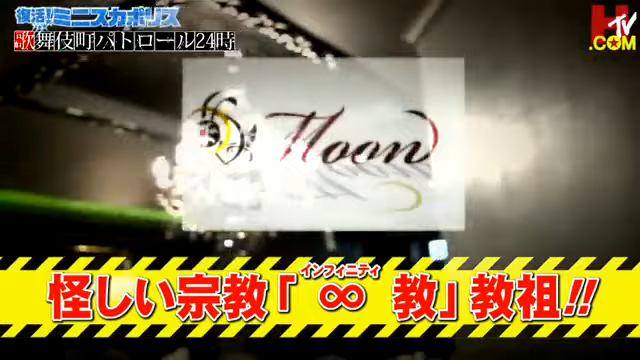 復活!!ミニスカポリス
歌舞伎町パトロール24時
HTV
.COM
Moon
インフィニティ
怪しい宗教「∞教」教祖!!